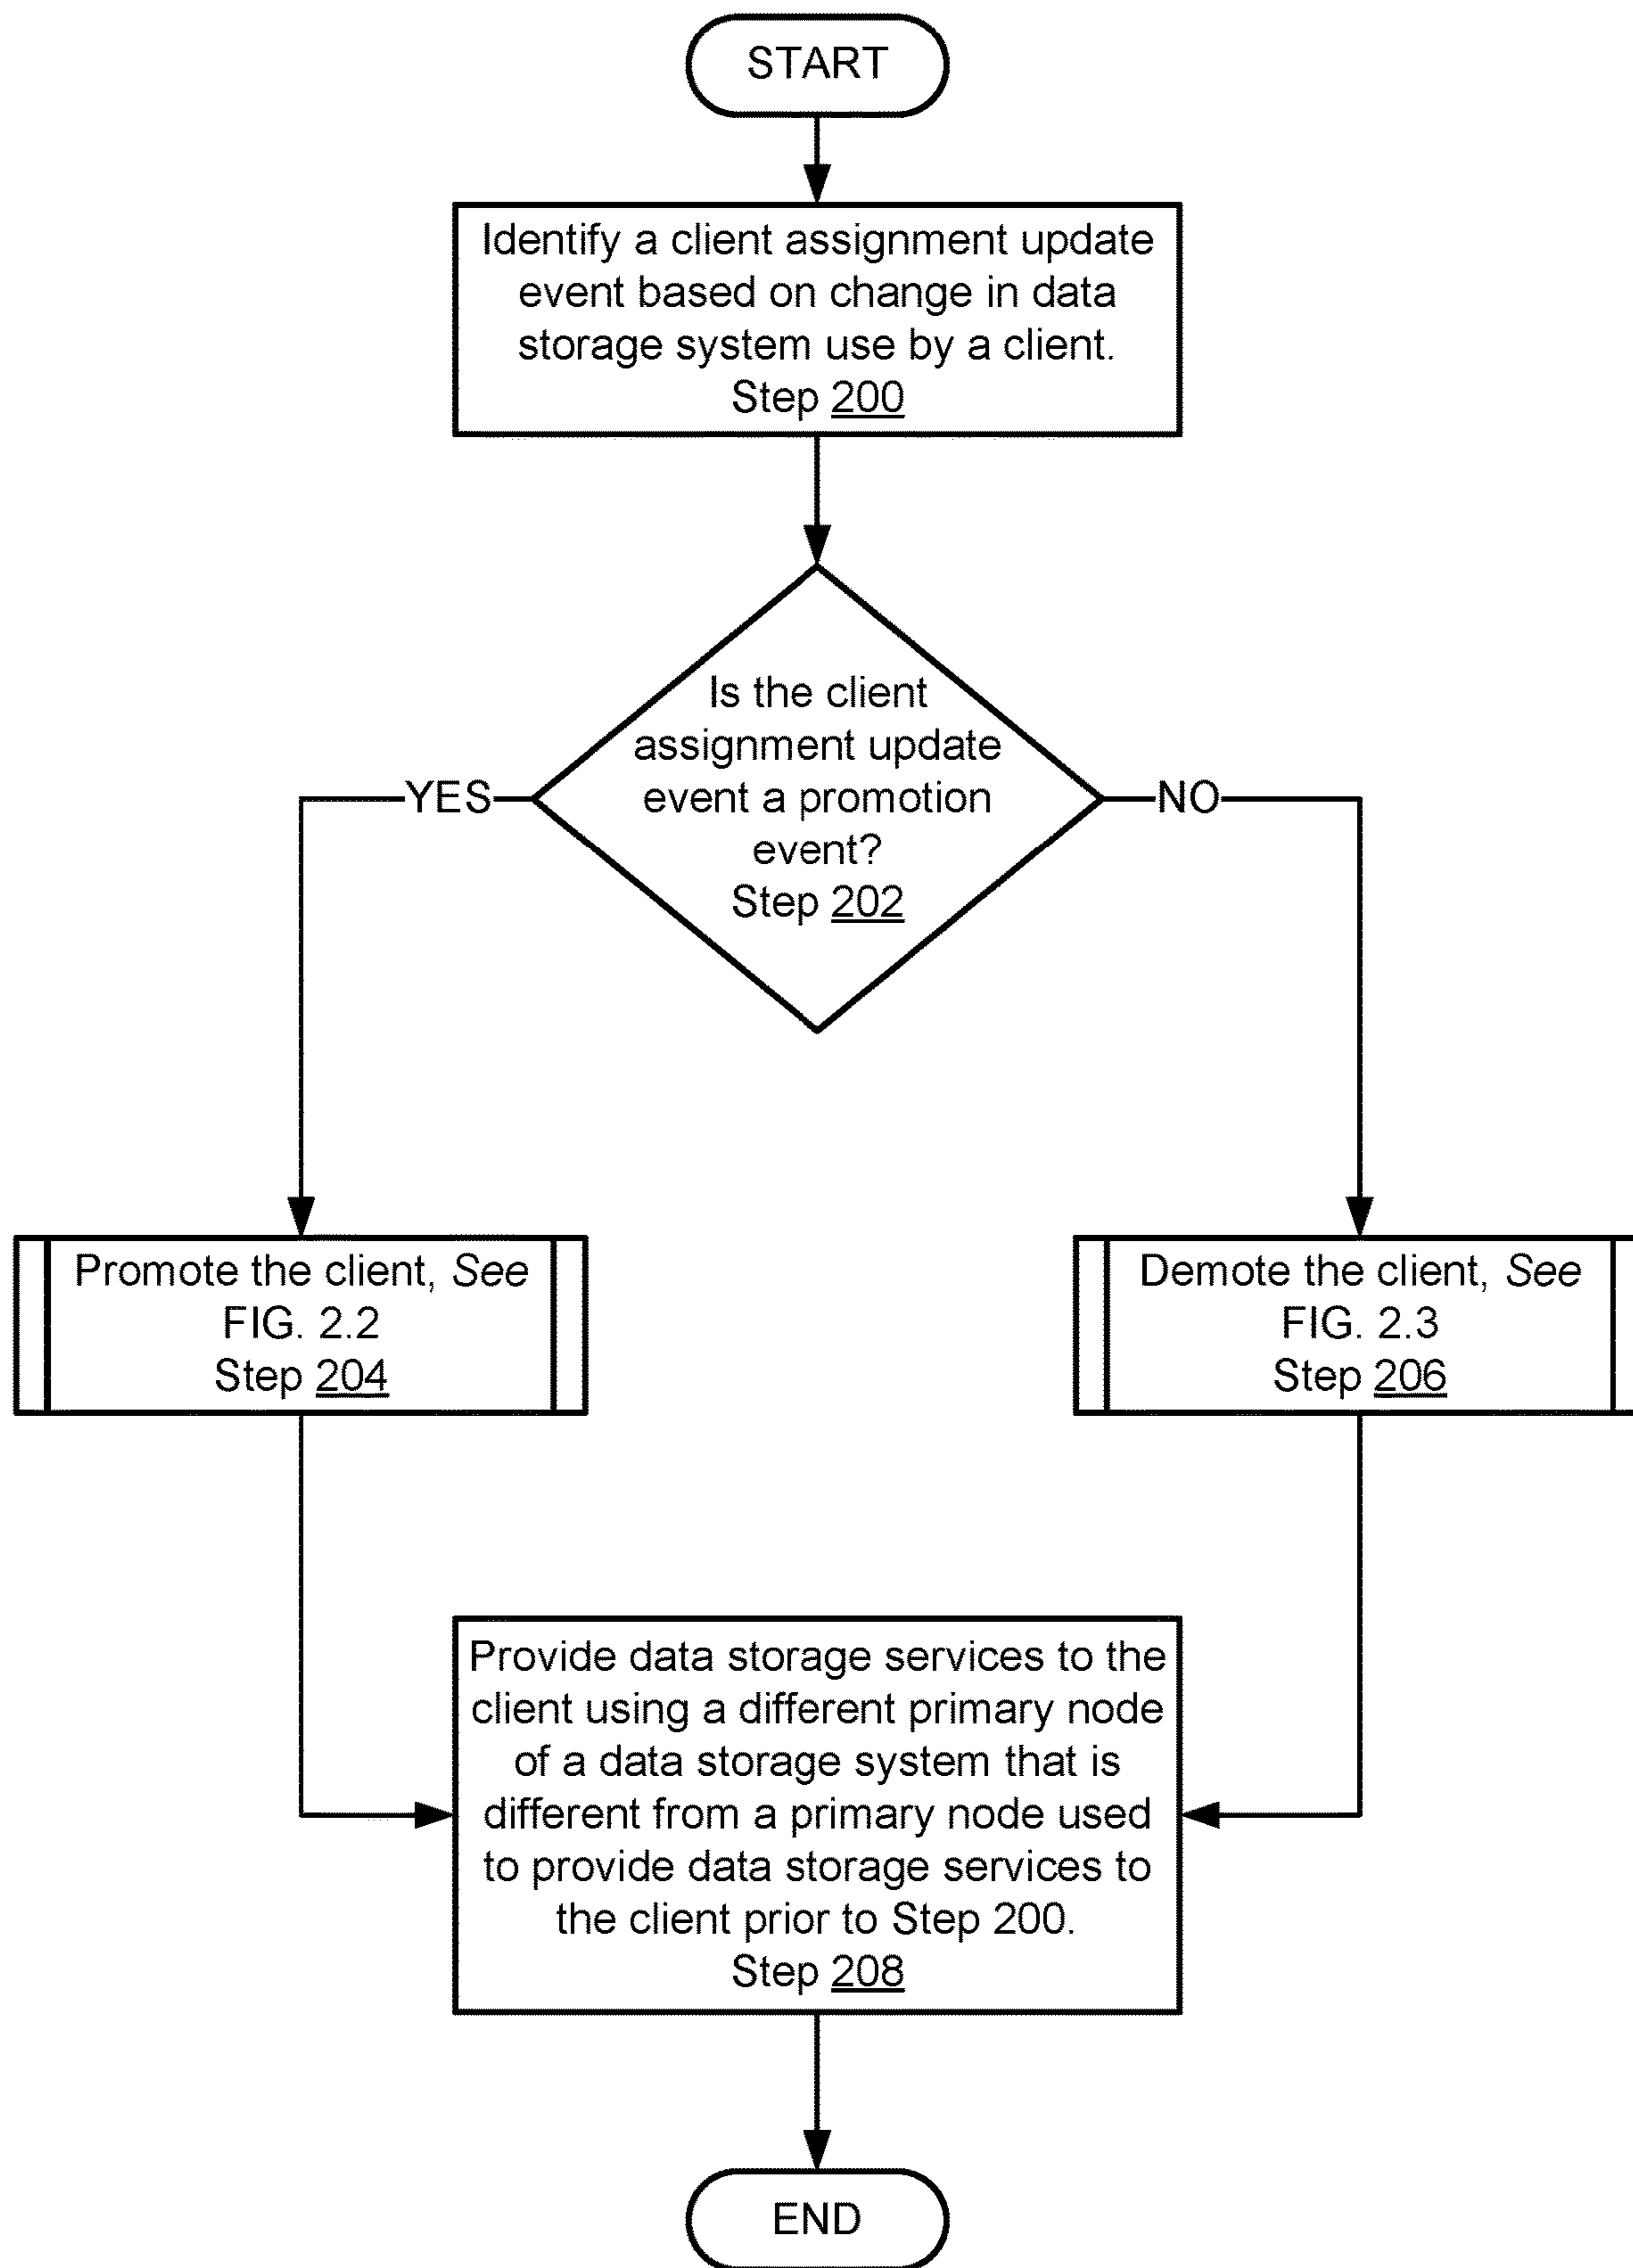 START
Identify a client assignment update
event based on change in data
storage system use by a client.
Step 200
Is the client
assignment update
event a promotion
event?
Step 202
YES
NO
Promote the client, See
FIG. 2.2
Step 204
Demote the client, See
FIG. 2.3
Step 206
Provide data storage services to the
client using a different primary node
of a data storage system that is
different from a primary node used
to provide data storage services to
the client prior to Step 200.
Step 208
END